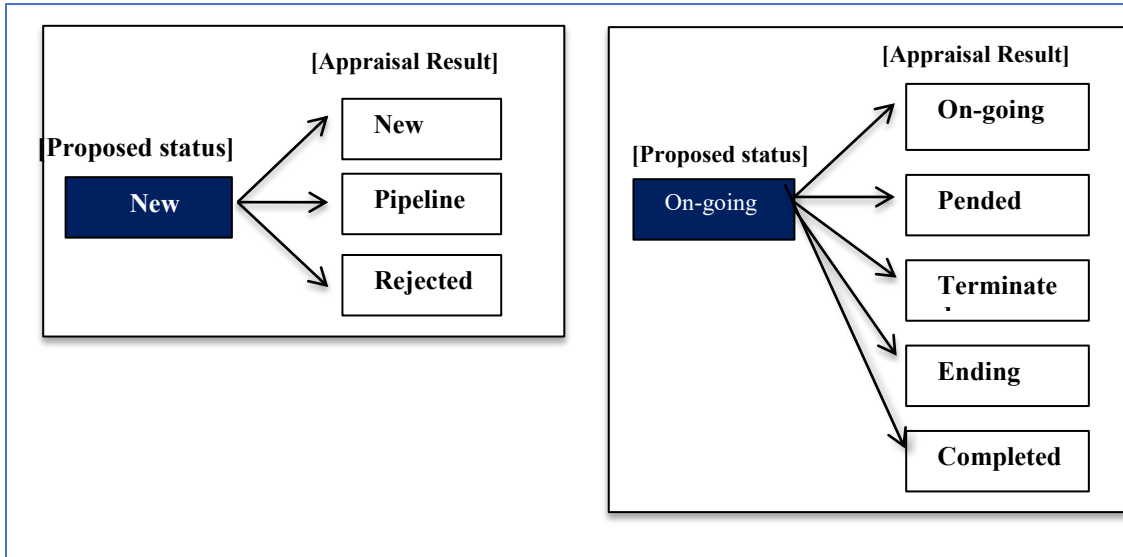 [Appraisal Result]
New
[Proposed status]
New
Pipeline
Rejected
[Appraisal Result]
On-going
[Proposed status]
On-going
Pended
Terminate
Ending
Completed